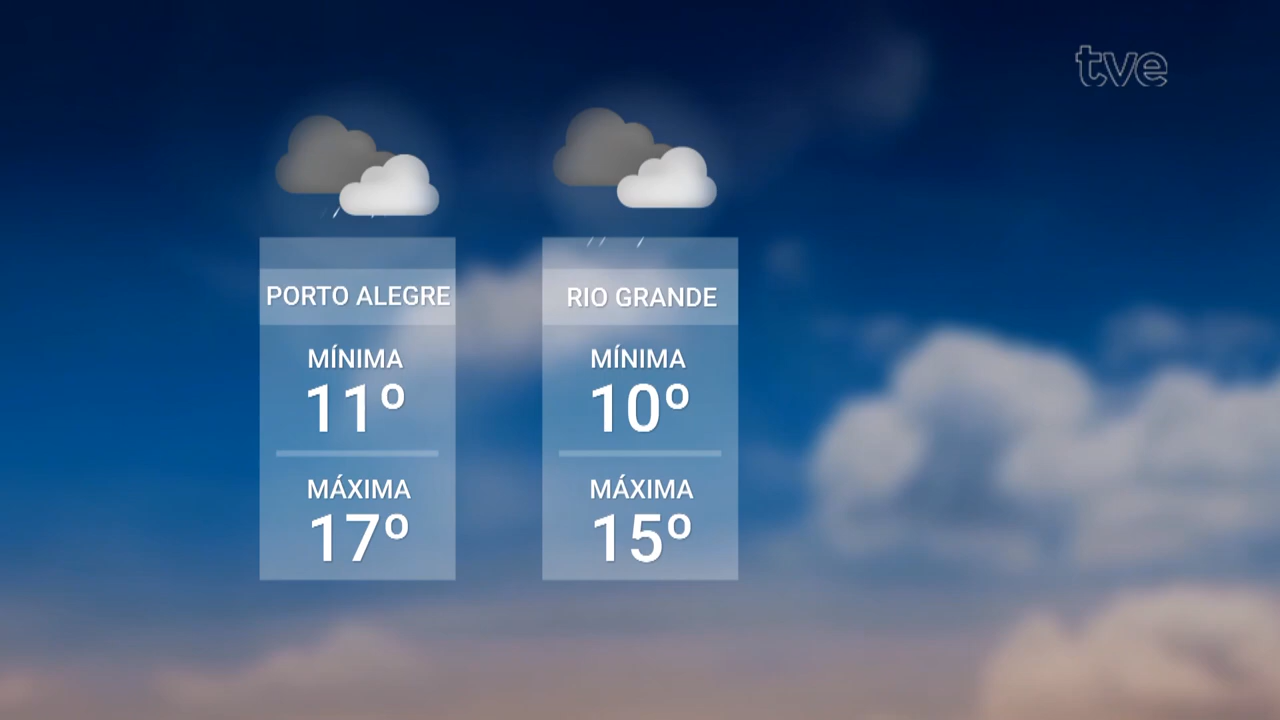 tve
PORTO ALEGRE
MÍNIMA
11º
MÁXIMA
17º
RIO GRANDE
MÍNIMA
10º
MÁXIMA
15º